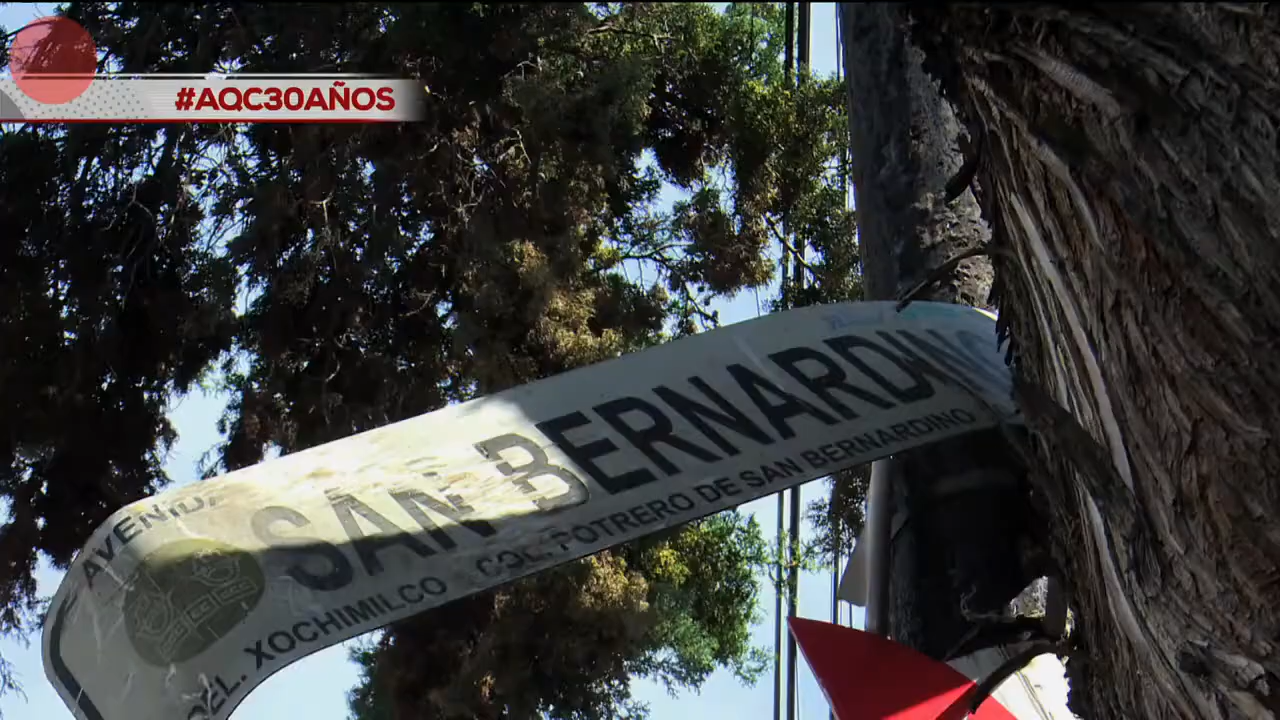 #AQC30AÑOS
AVENIDA
SAN BERNARDINO
DEL. XOCHIMILCO COL. POTRERO DE SAN BERNARDINO